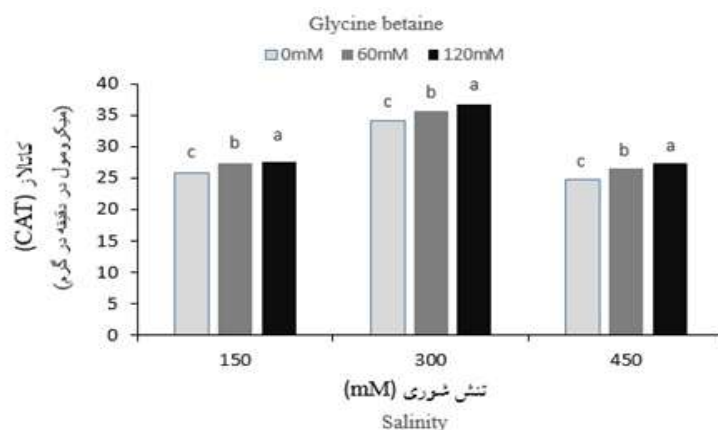 Glycine betaine
0mM 60mM 120mM
40
35
30
25
20
15
10
5
0
کاتالاز (CAT)
(میکرومول در دقیقه در گرم)
c b a
c b a
c b a
150 300 450
تنش شوری (mM)
Salinity